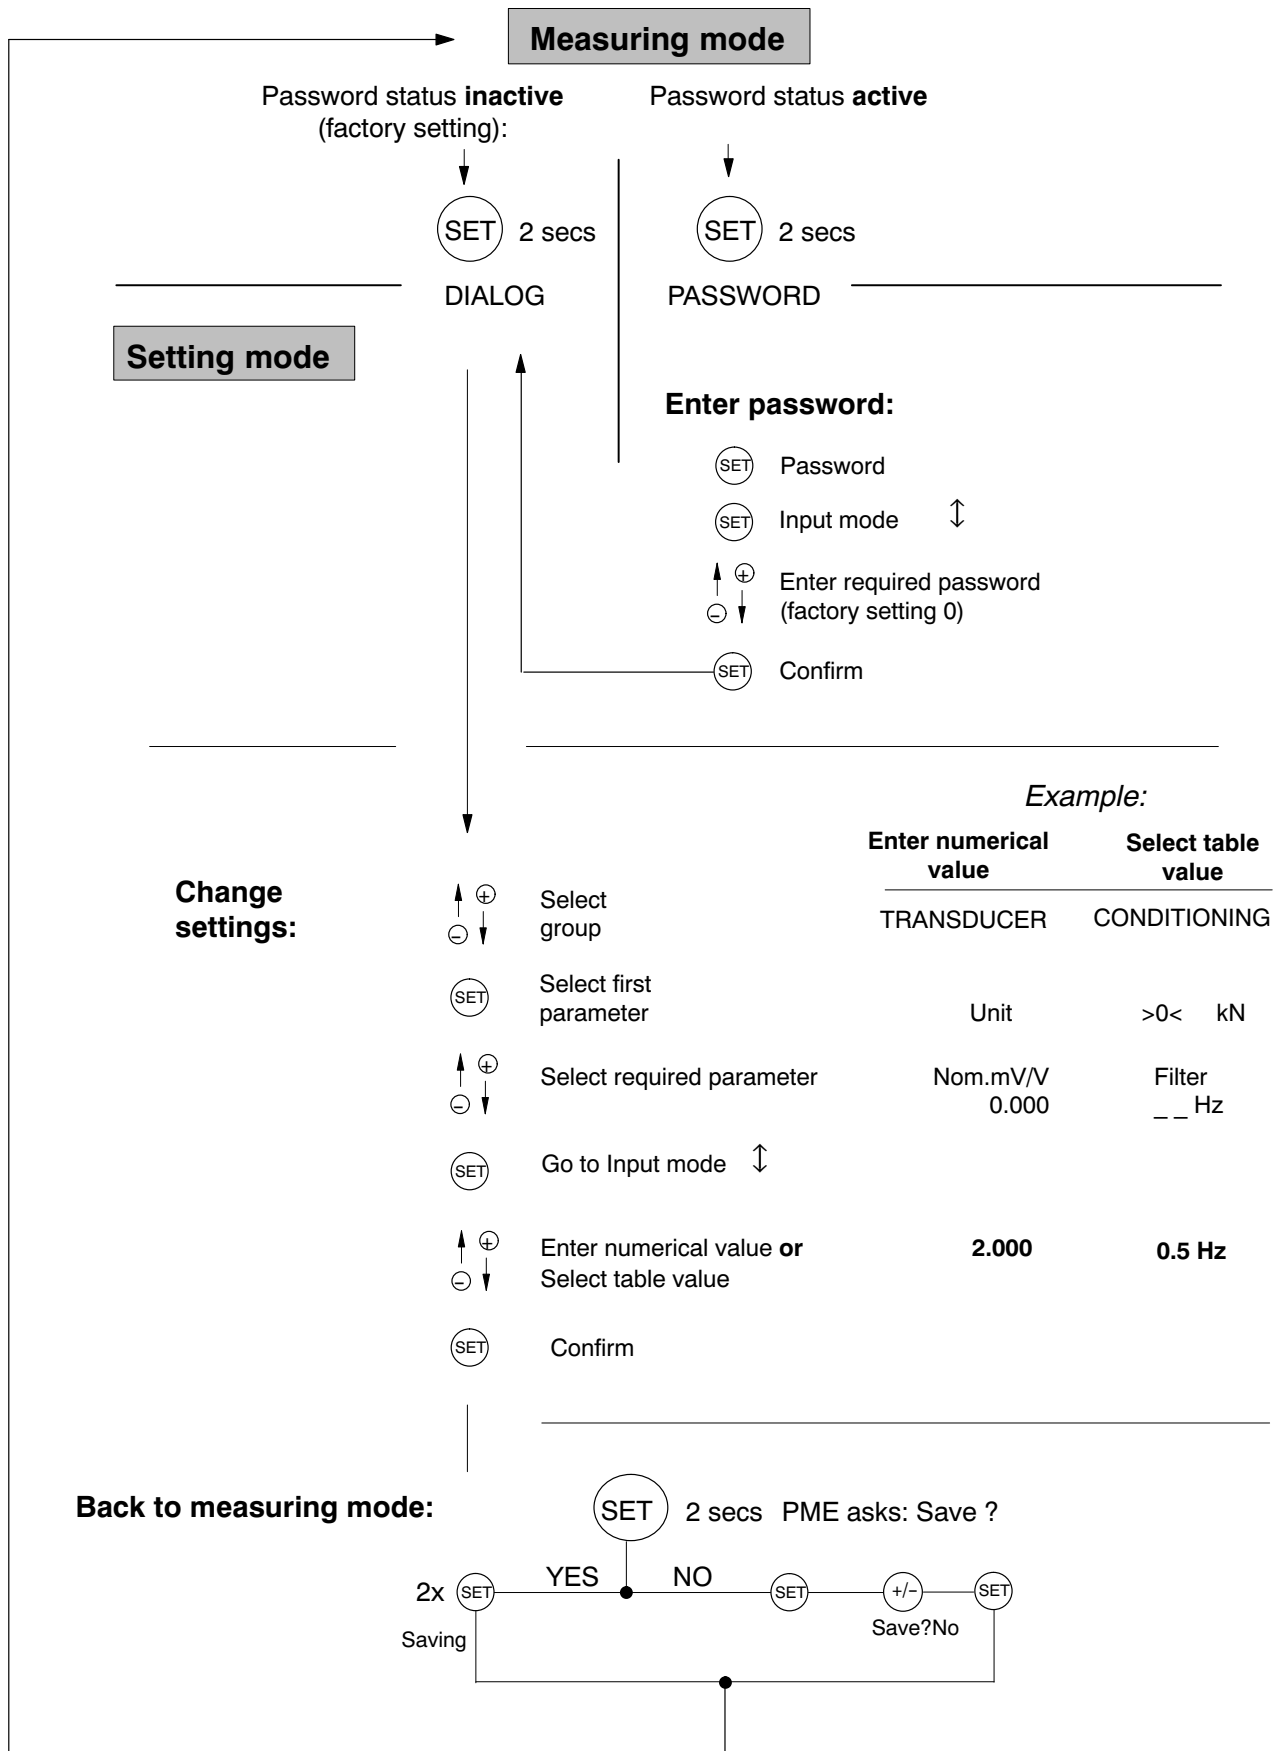 Measuring mode
Password status inactive
(factory setting):
Password status active
SET 2 secs
SET 2 secs
DIALOG
PASSWORD
Setting mode
Enter password:
SET Password
SET Input mode ↕
+
−
Enter required password
(factory setting 0)
SET Confirm
Example:
Enter numerical
value
Select table
value
Change
settings:
+
−
Select
group
TRANSDUCER
CONDITIONING
SET
Select first
parameter
Unit
>0< kN
+
−
Select required parameter
Nom.mV/V
0.000
Filter
_ _ Hz
SET Go to Input mode ↕
+
−
Enter numerical value or
Select table value
2.000
0.5 Hz
SET Confirm
Back to measuring mode:
SET 2 secs PME asks: Save ?
YES NO
2x SET SET +/− SET
Saving
Save?No